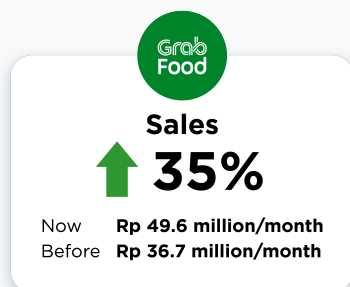 Grab
Food
Sales
35%
Now Rp 49.6 million/month
Before Rp 36.7 million/month